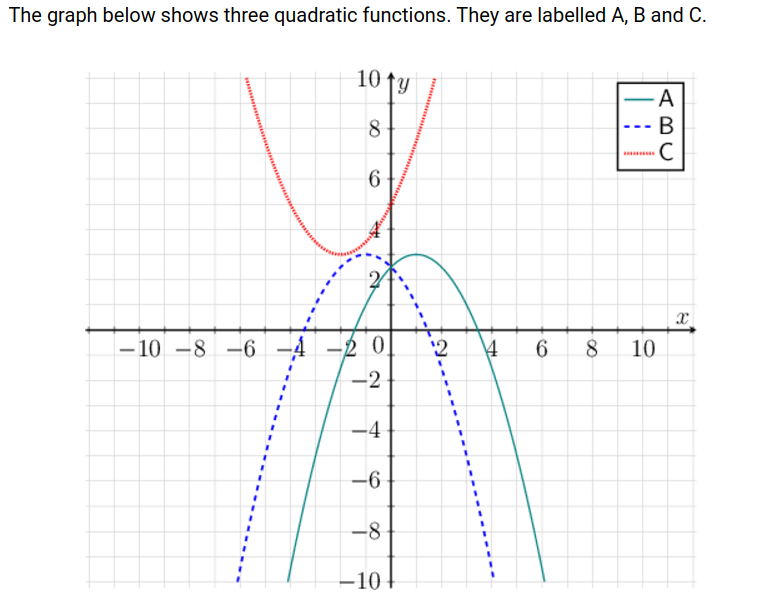 The graph below shows three quadratic functions. They are labelled A, B and C.
10 y
A
8
B
C
6
4
2
x
−10 −8 −6 −4 −2 0 2 4 6 8 10
−2
−4
−6
−8
−10